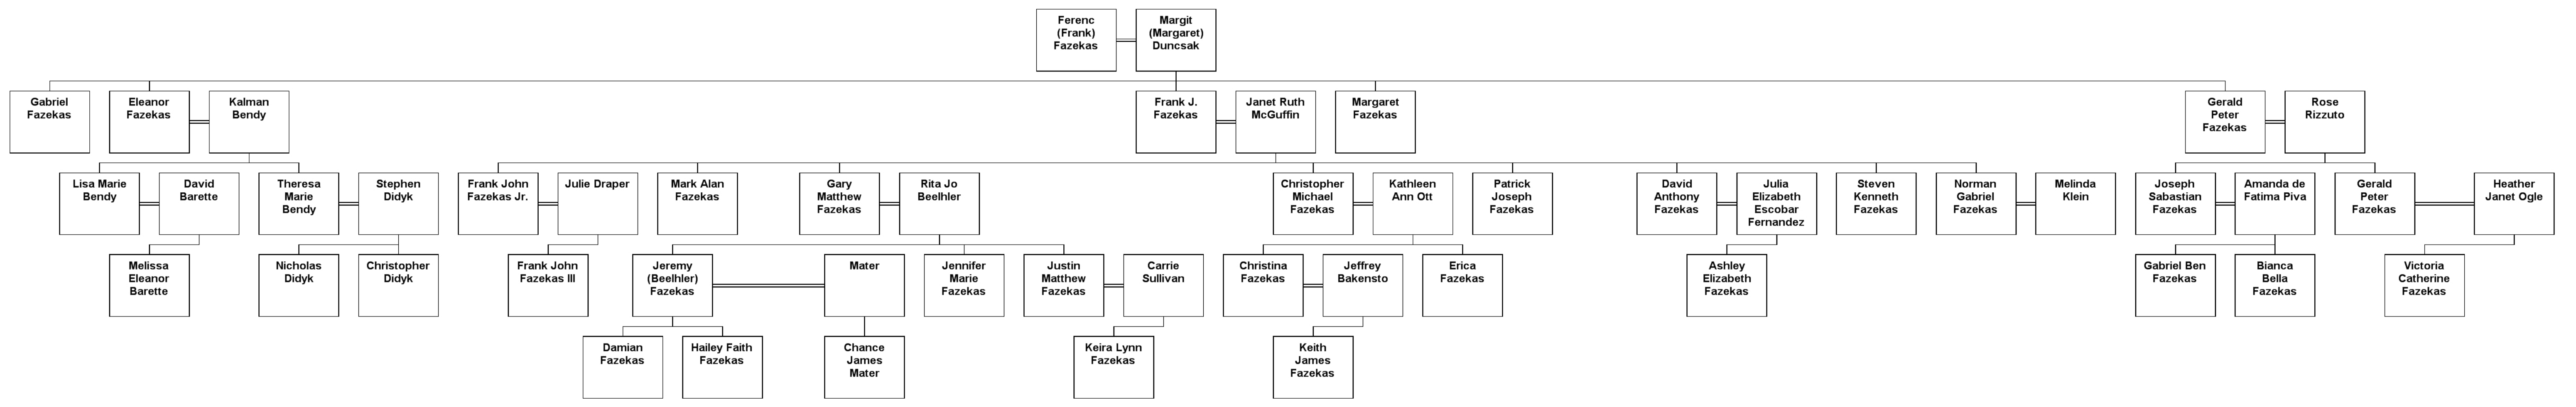 Ferenc
(Frank)
Fazekas
Margit
(Margaret)
Duncsak
Gabriel
Fazekas
Eleanor
Fazekas
Kalman
Bendy
Frank J.
Fazekas
Janet Ruth
McGuffin
Margaret
Fazekas
Gerald
Peter
Fazekas
Rose
Rizzuto
Lisa Marie
Bendy
David
Barette
Theresa
Marie
Bendy
Stephen
Didyk
Frank John
Fazekas Jr.
Julie Draper
Mark Alan
Fazekas
Gary
Matthew
Fazekas
Rita Jo
Beelhler
Christopher
Michael
Fazekas
Kathleen
Ann Ott
Patrick
Joseph
Fazekas
David
Anthony
Fazekas
Julia
Elizabeth
Escobar
Fernandez
Steven
Kenneth
Fazekas
Norman
Gabriel
Fazekas
Melinda
Klein
Joseph
Sabastian
Fazekas
Amanda de
Fatima Piva
Gerald
Peter
Fazekas
Heather
Janet Ogle
Melissa
Eleanor
Barette
Nicholas
Didyk
Christopher
Didyk
Frank John
Fazekas III
Jeremy
(Beelhler)
Fazekas
Mater
Jennifer
Marie
Fazekas
Justin
Matthew
Fazekas
Carrie
Sullivan
Christina
Fazekas
Jeffrey
Bakensto
Erica
Fazekas
Ashley
Elizabeth
Fazekas
Gabriel Ben
Fazekas
Bianca
Bella
Fazekas
Victoria
Catherine
Fazekas
Damian
Fazekas
Hailey Faith
Fazekas
Chance
James
Mater
Keira Lynn
Fazekas
Keith
James
Fazekas